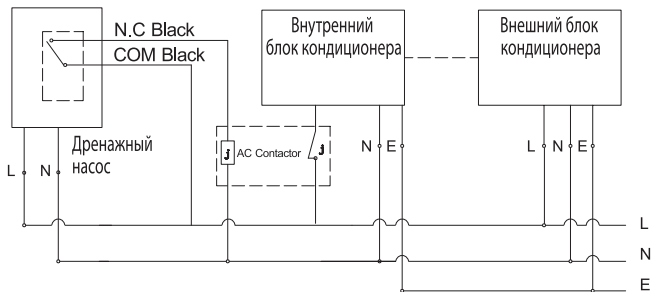 N.C Black
COM Black
Внутренний
блок кондиционера
Внешний блок
кондиционера
Дренажный
насос
L N
J AC Contactor J
N E
L N E
L
N
E